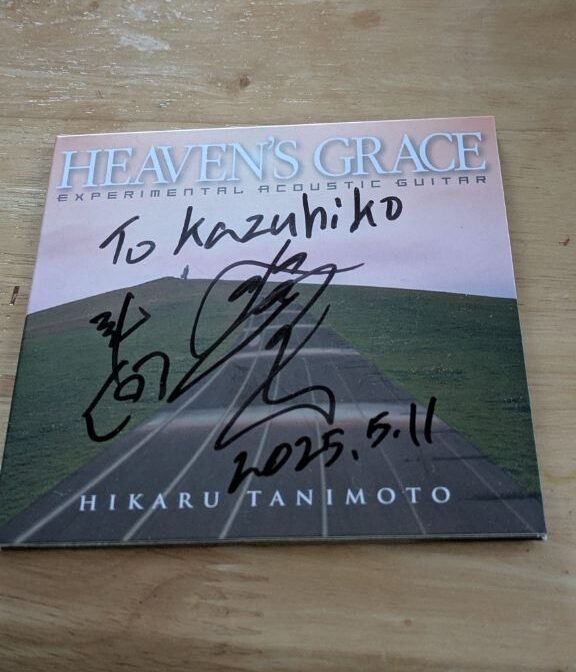 HEAVEN'S GRACE
EXPERIMENTAL ACOUSTIC GUITAR
To Kazuhiko
2025.5.11
HIKARU TANIMOTO